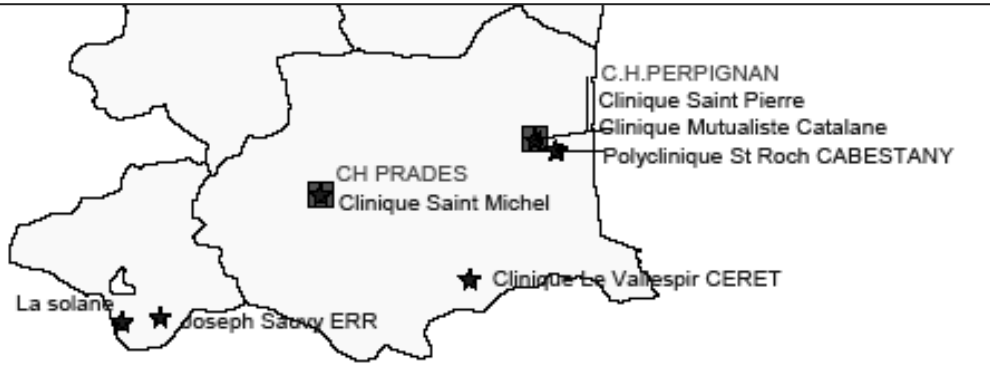 C.H.PERPIGNAN
Clinique Saint Pierre
Clinique Mutualiste Catalane
Polyclinique St Roch CABESTANY
CH PRADES
Clinique Saint Michel
Clinique Le Vallespir CERET
La solane
Joseph Sauvy ERR